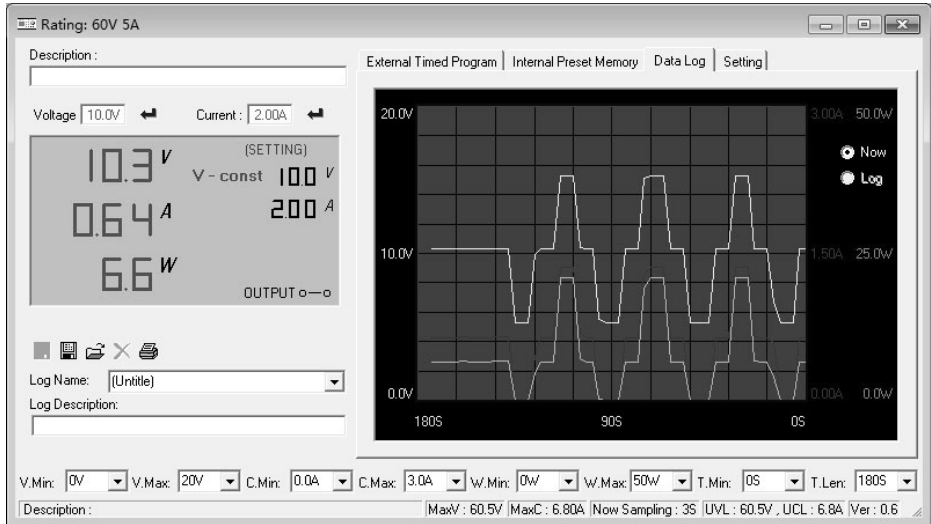 Rating: 60V 5A
Description :
Voltage 10.0V Current : 2.00A
10.3 V
(SETTING)
V - const 10.0 V
0.64 A
2.00 A
6.6 W
OUTPUT
Log Name: (Untitle)
Log Description:
External Timed Program Internal Preset Memory Data Log Setting
20.0V 3.00A 50.0W
Now
Log
10.0V 1.50A 25.0W
0.0V 0.00A 0.0W
180S 90S 0S
V.Min: 0V V.Max: 20V C.Min: 0.0A C.Max: 3.0A W.Min: 0W W.Max: 50W T.Min: 0S T.Len: 180S
Description : MaxV : 60.5V MaxC : 6.80A Now Sampling : 3S UVL : 60.5V , UCL : 6.8A Ver : 0.6